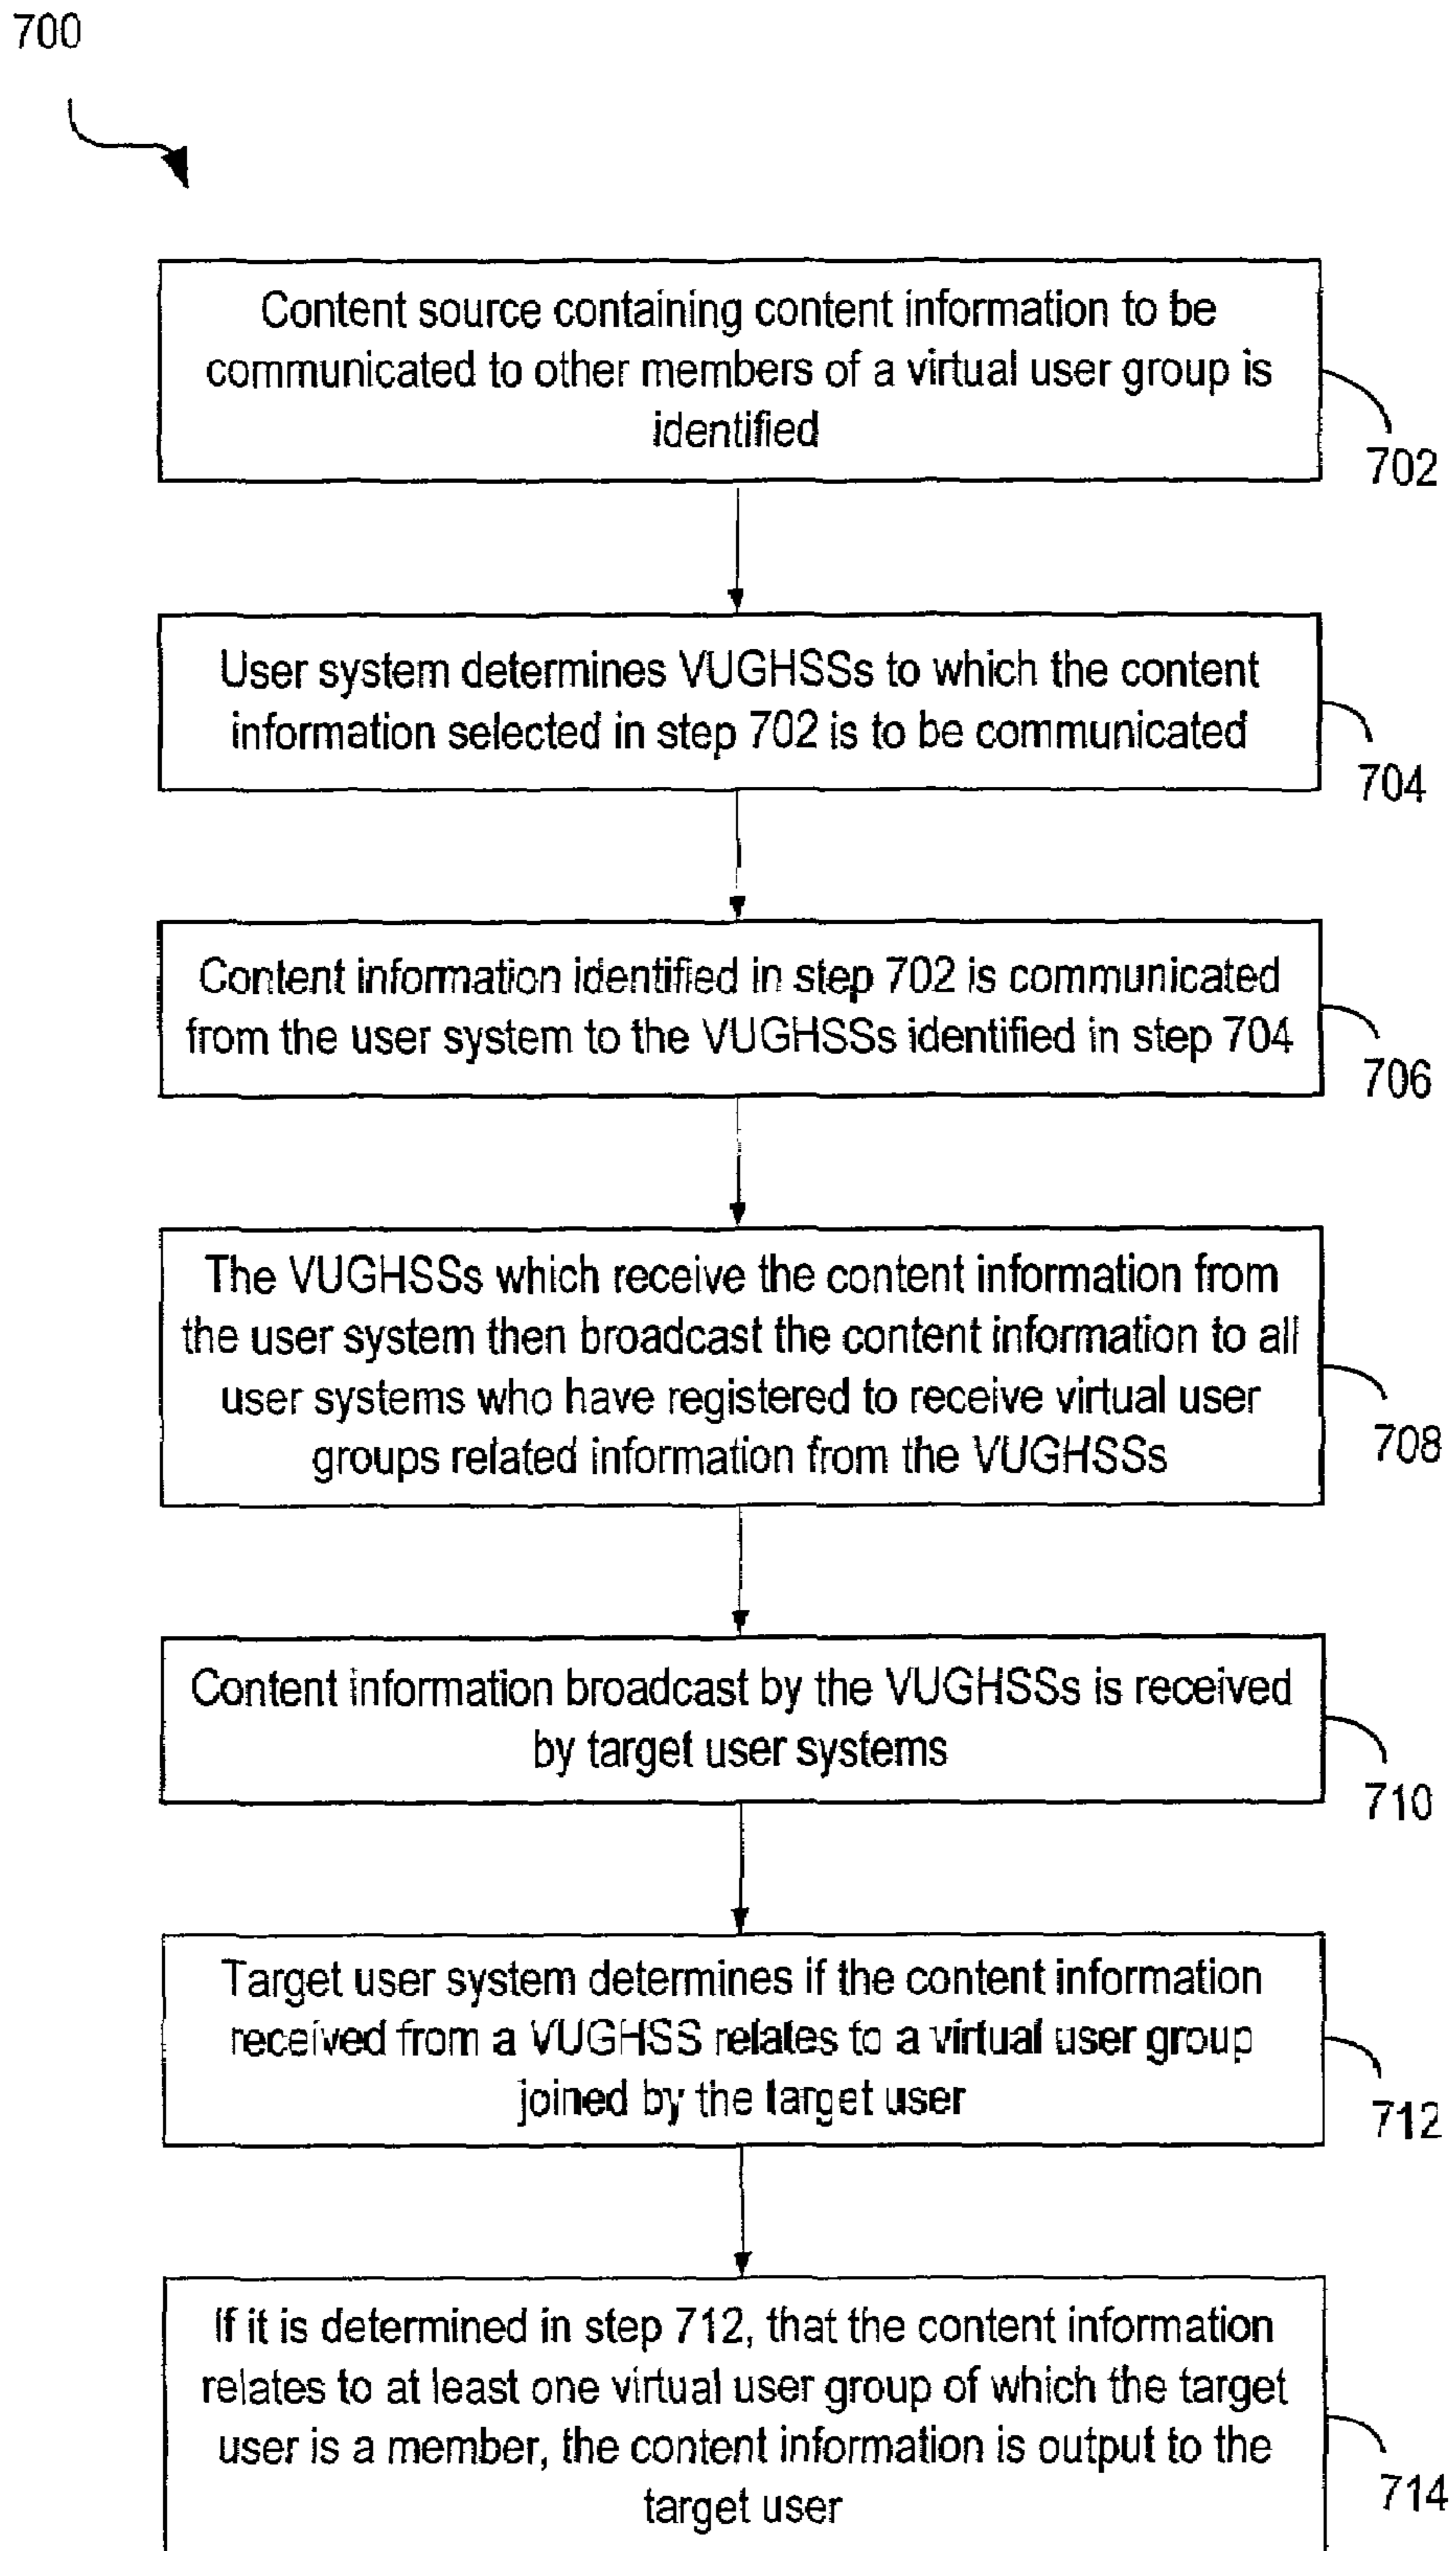 700
Content source containing content information to be
communicated to other members of a virtual user group is
identified
702
User system determines VUGHSSs to which the content
information selected in step 702 is to be communicated
704
Content information identified in step 702 is communicated
from the user system to the VUGHSSs identified in step 704
706
The VUGHSSs which receive the content information from
the user system then broadcast the content information to all
user systems who have registered to receive virtual user
groups related information from the VUGHSSs
708
Content information broadcast by the VUGHSSs is received
by target user systems
710
Target user system determines if the content information
received from a VUGHSS relates to a virtual user group
joined by the target user
712
If it is determined in step 712, that the content information
relates to at least one virtual user group of which the target
user is a member, the content information is output to the
target user
714